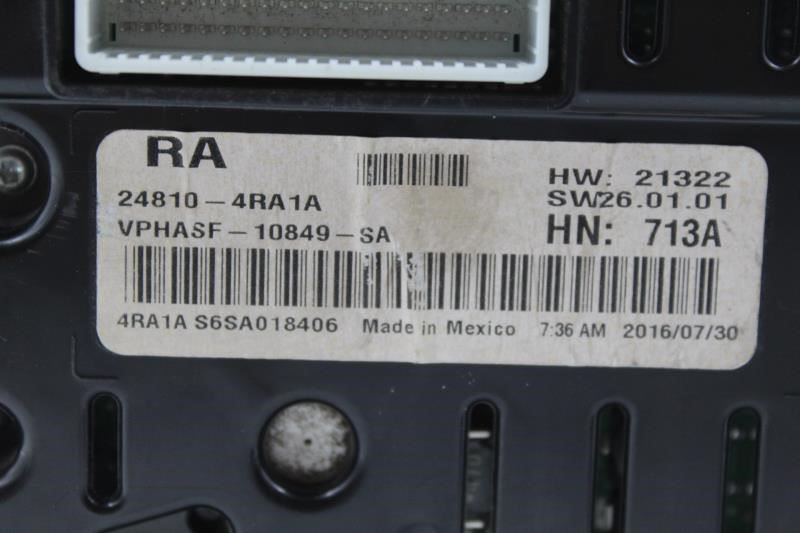 RA
24810-4RA1A
VPHASF-10849-SA
HW: 21322
SW26.01.01
HN: 713A
4RA1A S6SA018406 Made in Mexico 7:36 AM 2016/07/30